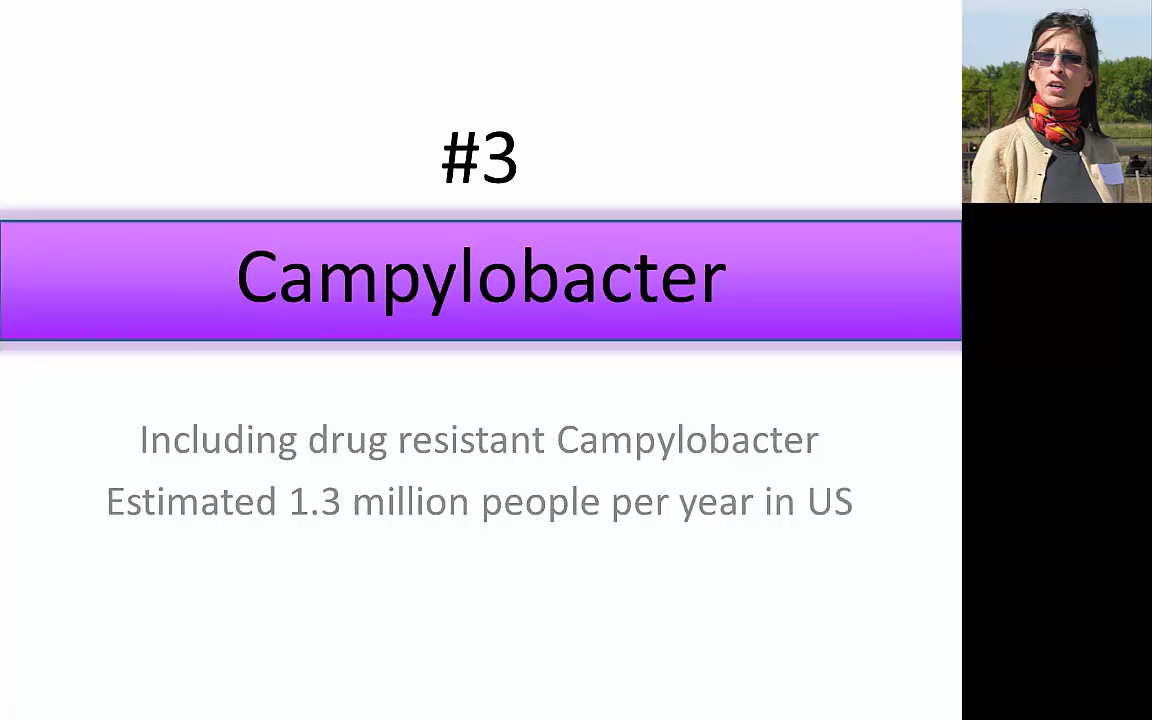 #3
Campylobacter
Including drug resistant Campylobacter
Estimated 1.3 million people per year in US